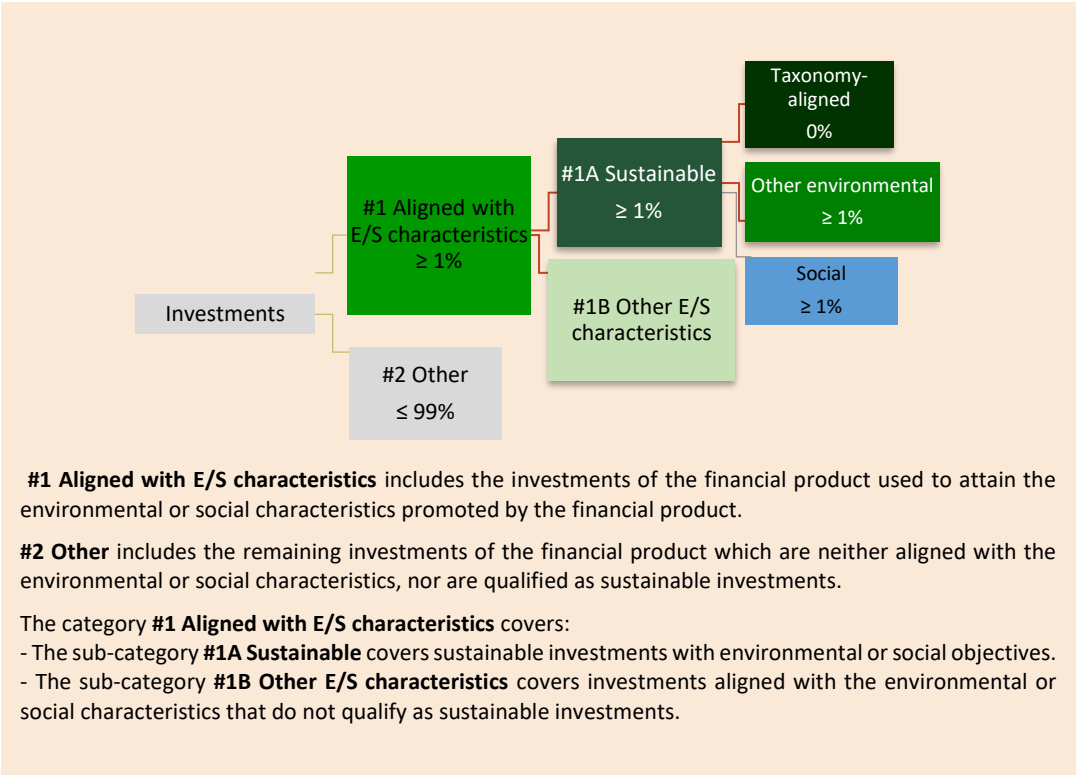 Taxonomy-
aligned
0%
#1A Sustainable
≥ 1%
Other environmental
≥ 1%
#1 Aligned with
E/S characteristics
≥ 1%
Social
≥ 1%
#1B Other E/S
characteristics
Investments
#2 Other
≤ 99%
#1 Aligned with E/S characteristics includes the investments of the financial product used to attain the
environmental or social characteristics promoted by the financial product.
#2 Other includes the remaining investments of the financial product which are neither aligned with the
environmental or social characteristics, nor are qualified as sustainable investments.
The category #1 Aligned with E/S characteristics covers:
- The sub-category #1A Sustainable covers sustainable investments with environmental or social objectives.
- The sub-category #1B Other E/S characteristics covers investments aligned with the environmental or
social characteristics that do not qualify as sustainable investments.